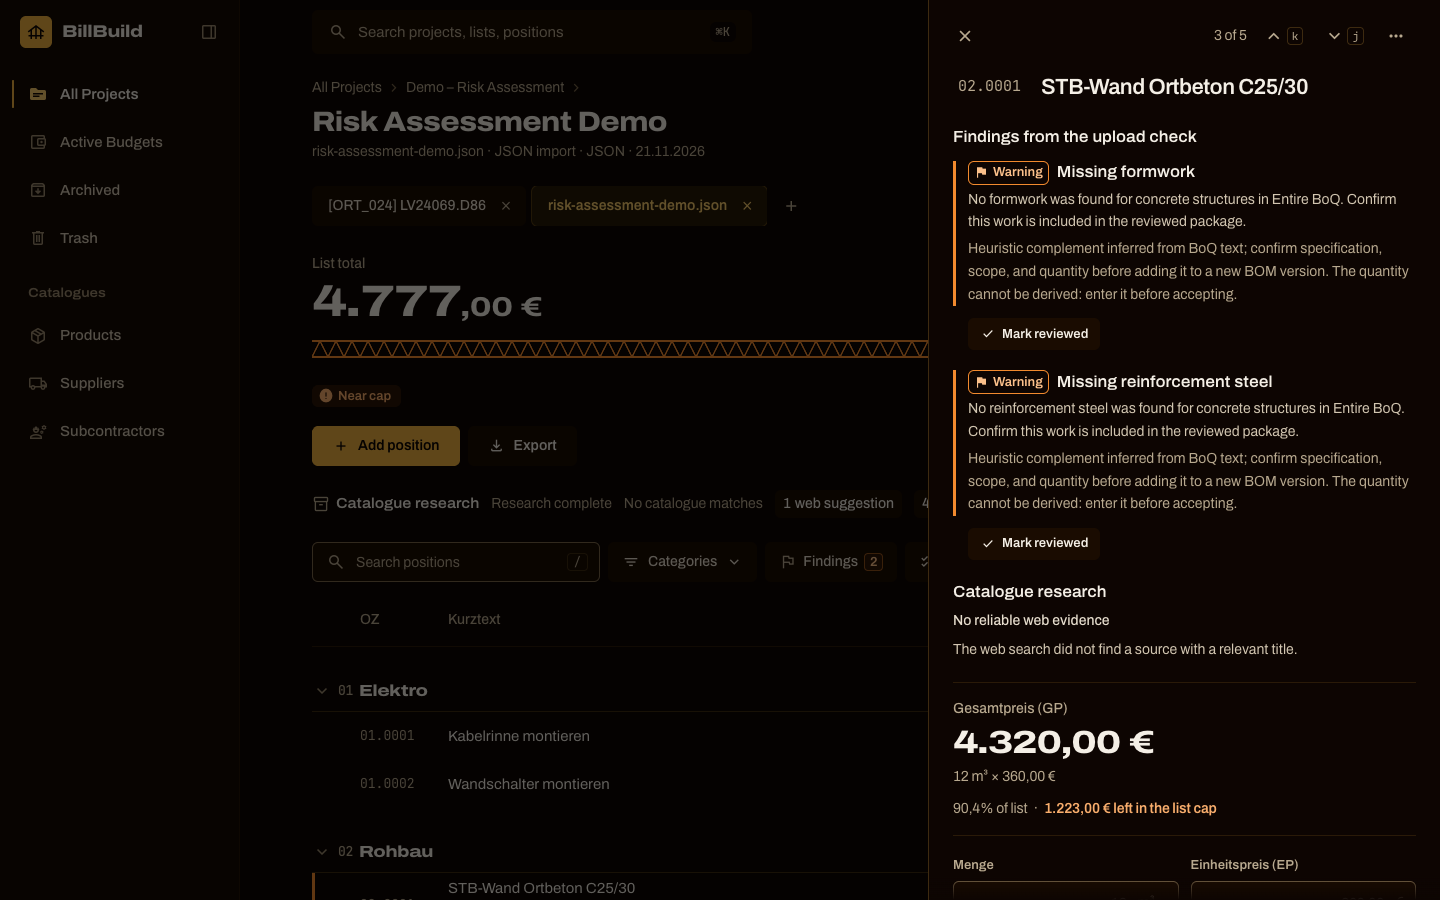 BillBuild
All Projects
Active Budgets
Archived
Trash
Catalogues
Products
Suppliers
Subcontractors
Search projects, lists, positions
⌘K
All Projects > Demo – Risk Assessment >
Risk Assessment Demo
risk-assessment-demo.json · JSON import · JSON · 21.11.2026
[ORT_024] LV24069.D86 ×
risk-assessment-demo.json ×
+
List total
4.777,00 €
Near cap
+ Add position
Export
Catalogue research Research complete No catalogue matches 1 web suggestion 4
Search positions /
Categories
Findings 2
OZ Kurztext
01 Elektro
01.0001 Kabelrinne montieren
01.0002 Wandschalter montieren
02 Rohbau
STB-Wand Ortbeton C25/30
3 of 5 k j
02.0001 STB-Wand Ortbeton C25/30
Findings from the upload check
Warning Missing formwork
No formwork was found for concrete structures in Entire BoQ. Confirm
this work is included in the reviewed package.
Heuristic complement inferred from BoQ text; confirm specification,
scope, and quantity before adding it to a new BOM version. The quantity
cannot be derived: enter it before accepting.
Mark reviewed
Warning Missing reinforcement steel
No reinforcement steel was found for concrete structures in Entire BoQ.
Confirm this work is included in the reviewed package.
Heuristic complement inferred from BoQ text; confirm specification,
scope, and quantity before adding it to a new BOM version. The quantity
cannot be derived: enter it before accepting.
Mark reviewed
Catalogue research
No reliable web evidence
The web search did not find a source with a relevant title.
Gesamtpreis (GP)
4.320,00 €
12 m³ × 360,00 €
90,4% of list · 1.223,00 € left in the list cap
Menge
Einheitspreis (EP)